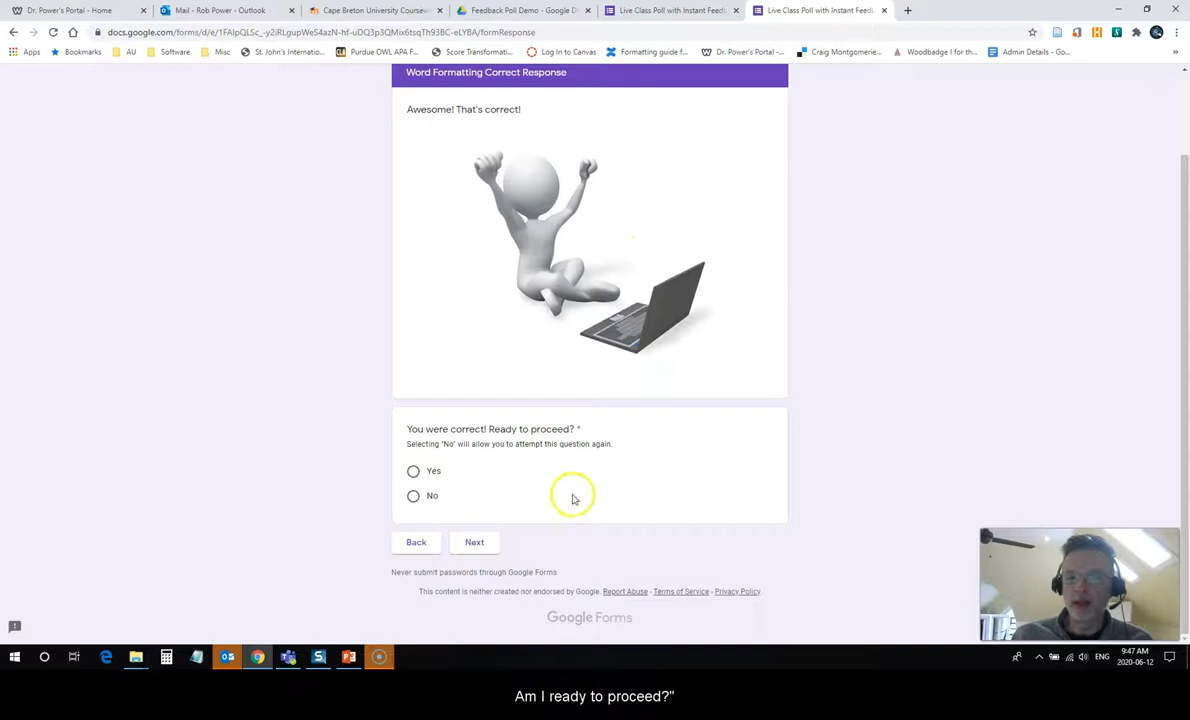 Dr. Power's Portal - Home
Mail - Rob Power - Outlook
Cape Breton University Coursew
Feedback Poll Demo - Google D
Live Class Poll with Instant Feedb
Live Class Poll with Instant Feedb
docs.google.com/forms/d/e/1FAIpQLSc_-y2iRLgupWeS4azN-hf-uDQ3p3QMix6tsqTh93BC-eLYBA/formResponse
Apps
Bookmarks
AU
Software
Misc
St. John's Internatio...
Purdue OWL APA F...
Score Transformati...
Log In to Canvas
Formatting guide f...
Dr. Power's Portal -...
Craig Montgomerie...
Woodbadge I for th...
Admin Details - Go...
Word Formatting Correct Response
Awesome! That's correct!
You were correct! Ready to proceed? *
Selecting "No" will allow you to attempt this question again.
Yes
No
Back
Next
Never submit passwords through Google Forms.
This content is neither created nor endorsed by Google. Report Abuse - Terms of Service - Privacy Policy
Google Forms
ENG
9:47 AM
2020-06-12
Am I ready to proceed?"